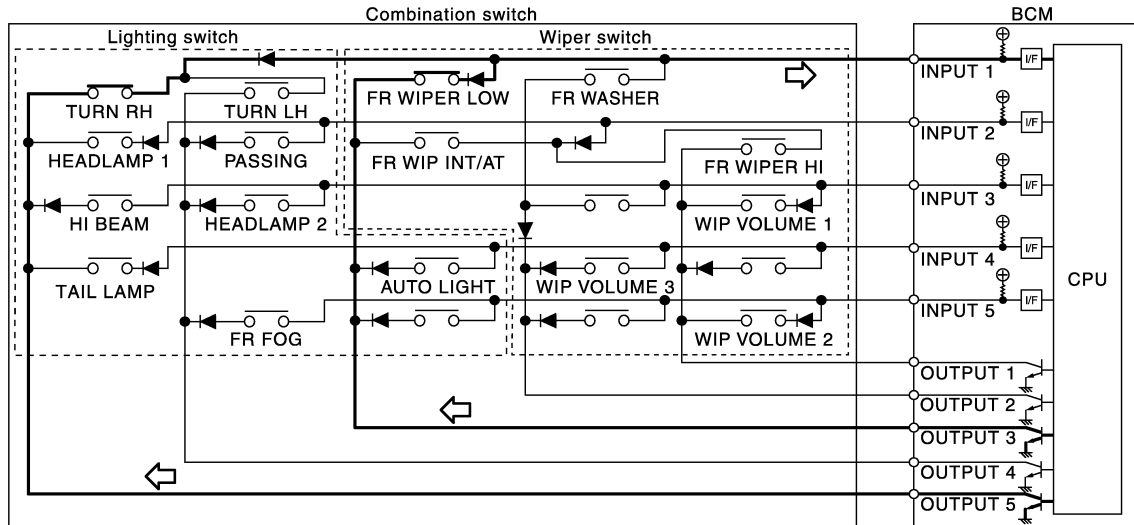 Combination switch
BCM
Lighting switch
Wiper switch
INPUT 1
I/F
TURN RH
TURN LH
FR WIPER LOW
FR WASHER
INPUT 2
I/F
HEADLAMP 1
PASSING
FR WIP INT/AT
FR WIPER HI
INPUT 3
I/F
HI BEAM
HEADLAMP 2
WIP VOLUME 1
INPUT 4
I/F
TAIL LAMP
AUTO LIGHT
WIP VOLUME 3
CPU
INPUT 5
I/F
FR FOG
WIP VOLUME 2
OUTPUT 1
OUTPUT 2
OUTPUT 3
OUTPUT 4
OUTPUT 5